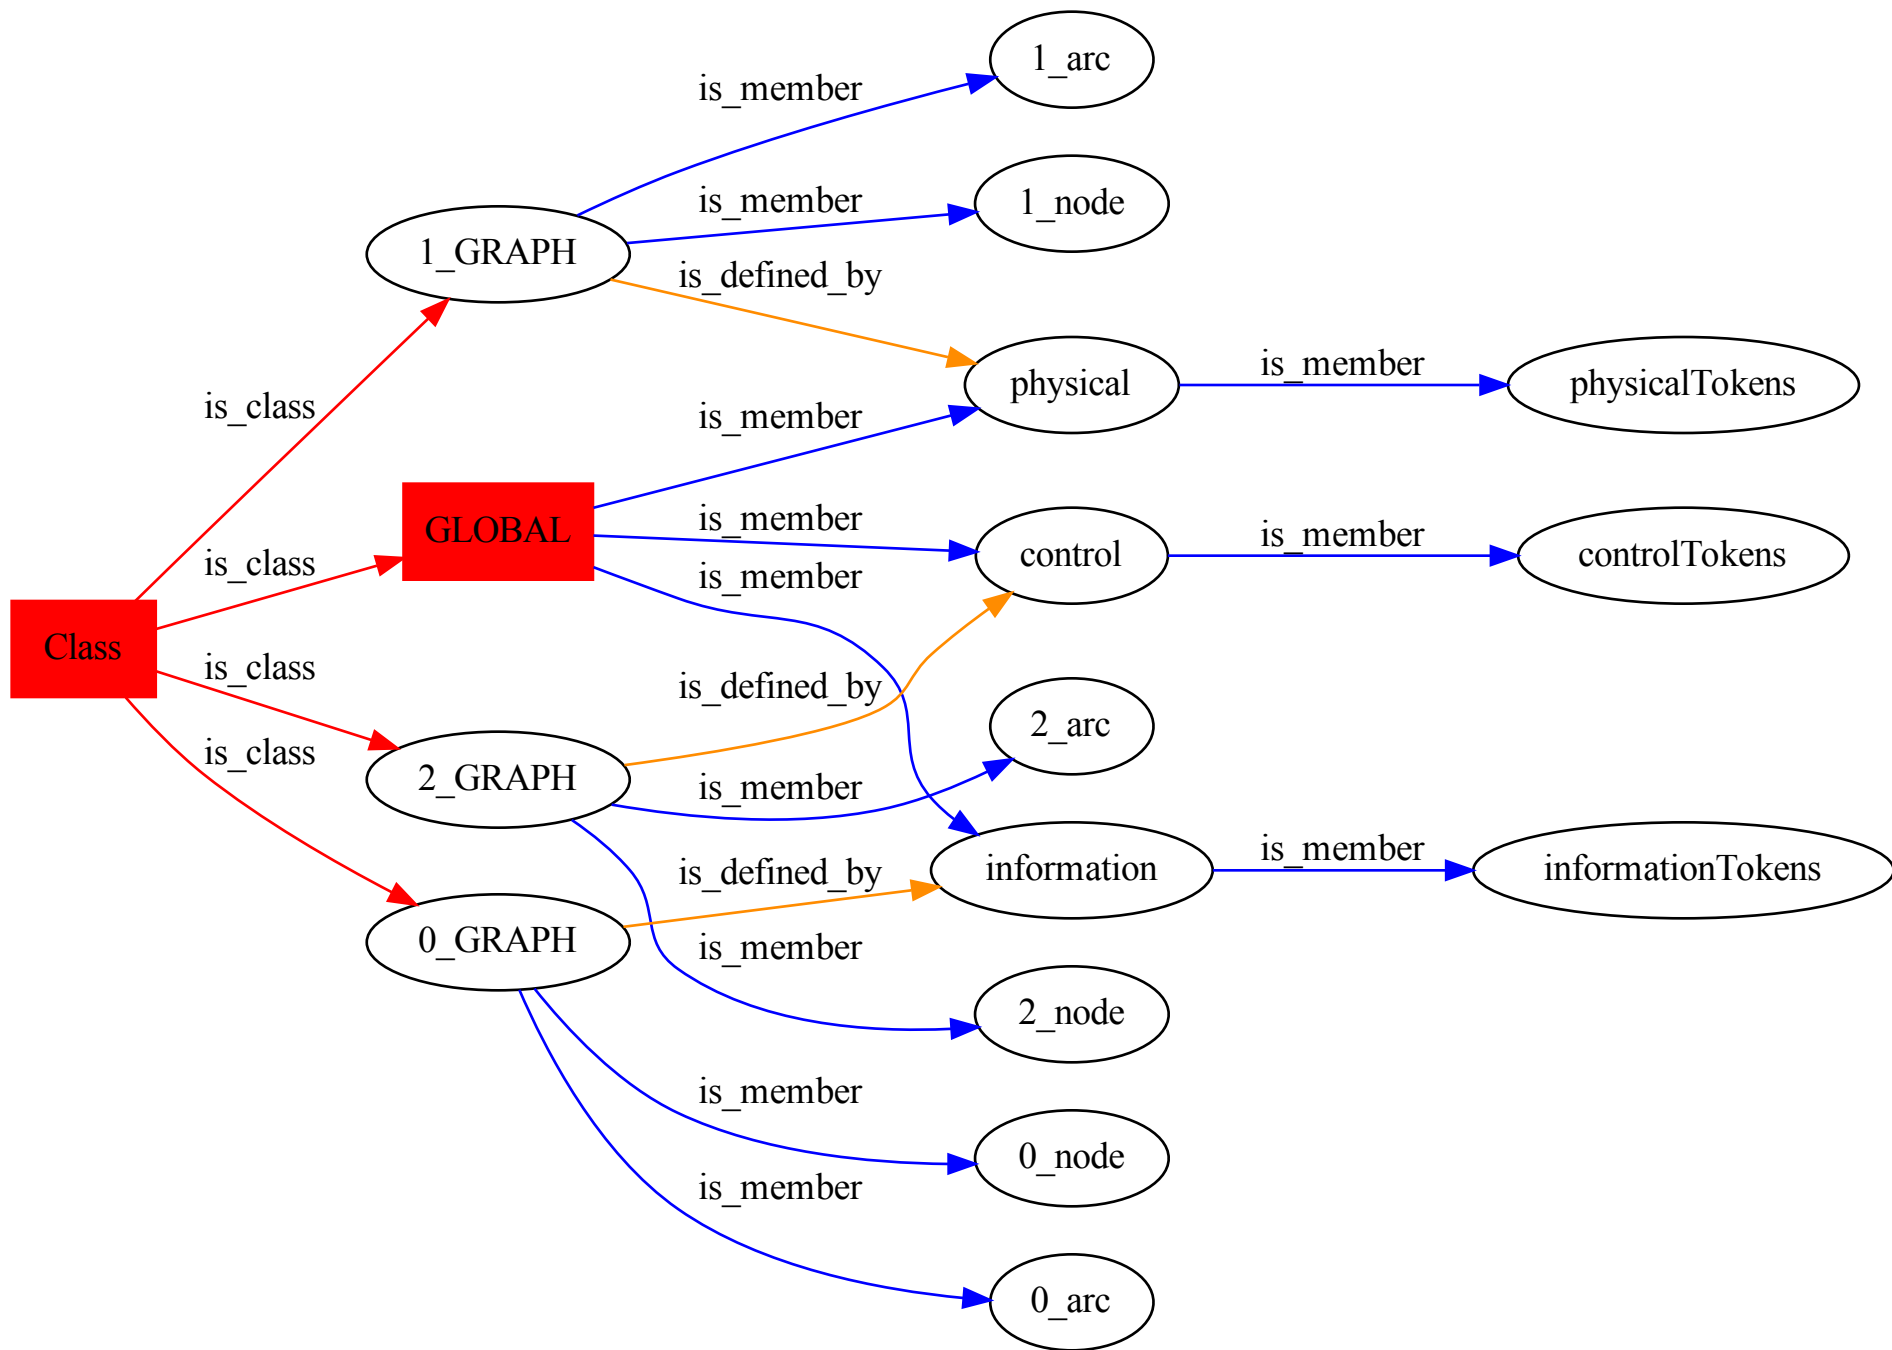 1_arc
is_member
1_node
is_member
1_GRAPH
is_defined_by
physical
is_member
physicalTokens
is_class
is_member
GLOBAL
is_member
control
is_member
controlTokens
is_class
is_member
Class
is_class
is_defined_by
2_arc
is_class
2_GRAPH
is_member
information
is_member
informationTokens
is_defined_by
0_GRAPH
is_member
2_node
is_member
0_node
is_member
0_arc